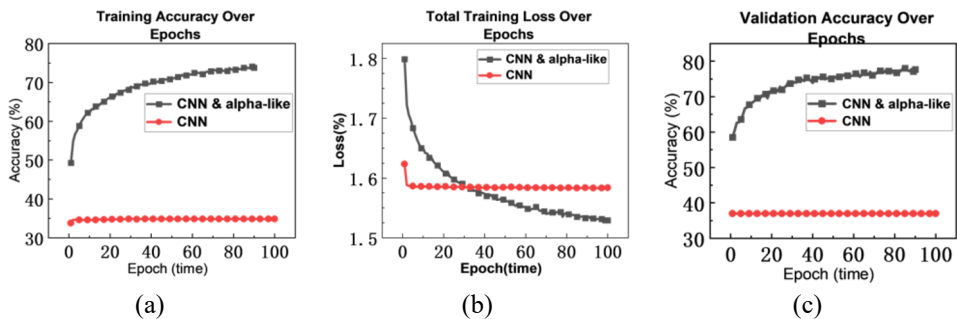 Training Accuracy Over
Epochs
80
70
60
50
40
30
Accuracy (%)
CNN & alpha-like
CNN
0 20 40 60 80 100
Epoch (time)
(a)
Total Training Loss Over
Epochs
1.8
1.7
1.6
1.5
Loss(%)
CNN & alpha-like
CNN
0 20 40 60 80 100
Epoch(time)
(b)
Validation Accuracy Over
Epochs
80
70
60
50
40
30
Accuracy (%)
CNN & alpha-like
CNN
0 20 40 60 80 100
Epoch (time)
(c)